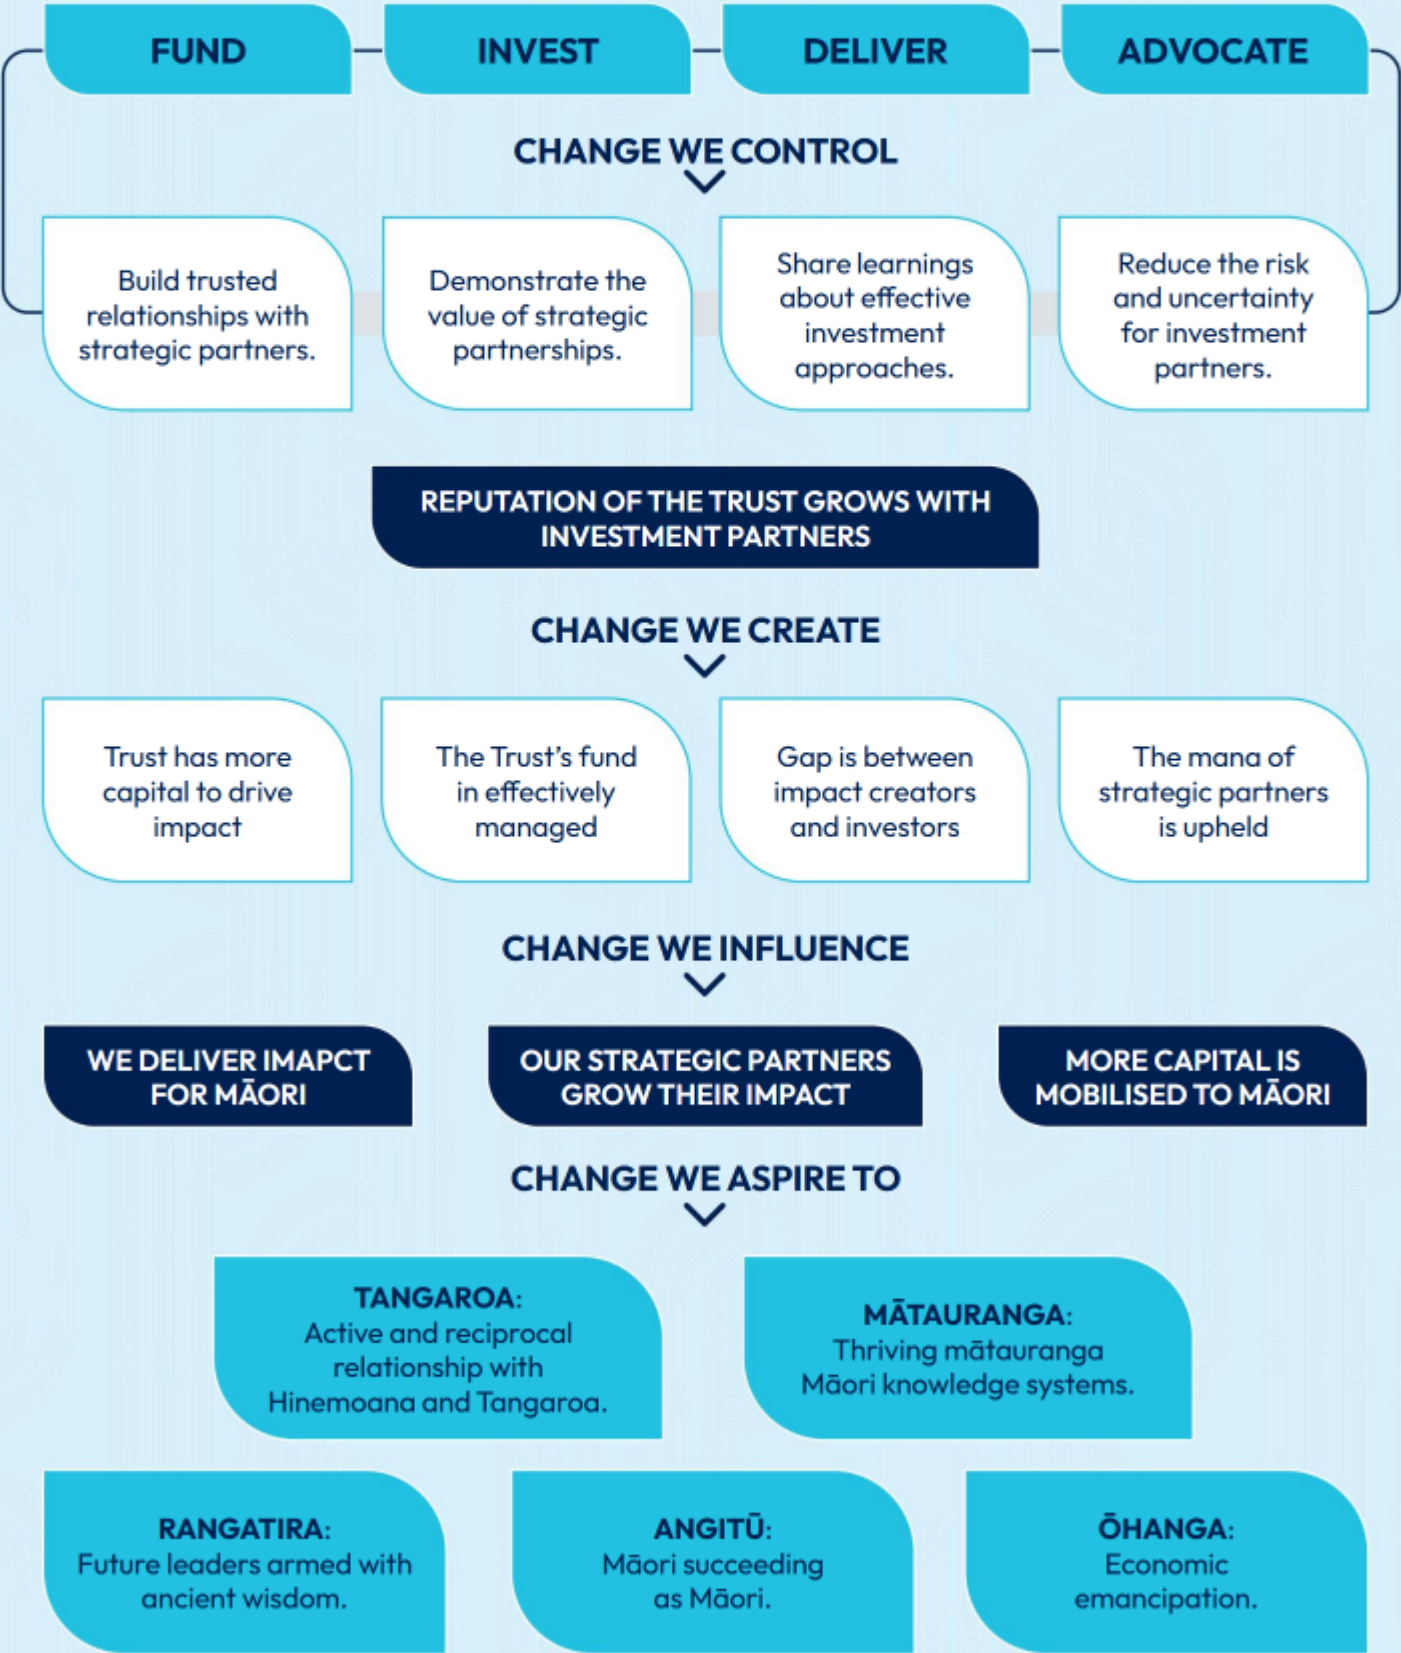 FUND
INVEST
DELIVER
ADVOCATE
CHANGE WE CONTROL
Build trusted
relationships with
strategic partners.
Demonstrate the
value of strategic
partnerships.
Share learnings
about effective
investment
approaches.
Reduce the risk
and uncertainty
for investment
partners.
REPUTATION OF THE TRUST GROWS WITH
INVESTMENT PARTNERS
CHANGE WE CREATE
Trust has more
capital to drive
impact
The Trust's fund
in effectively
managed
Gap is between
impact creators
and investors
The mana of
strategic partners
is upheld
CHANGE WE INFLUENCE
WE DELIVER IMAPCT
FOR MĀORI
OUR STRATEGIC PARTNERS
GROW THEIR IMPACT
MORE CAPITAL IS
MOBILISED TO MĀORI
CHANGE WE ASPIRE TO
TANGAROA:
Active and reciprocal
relationship with
Hinemoana and Tangaroa.
MĀTAURANGA:
Thriving mātauranga
Māori knowledge systems.
RANGATIRA:
Future leaders armed with
ancient wisdom.
ANGITŪ:
Māori succeeding
as Māori.
ŌHANGA:
Economic
emancipation.